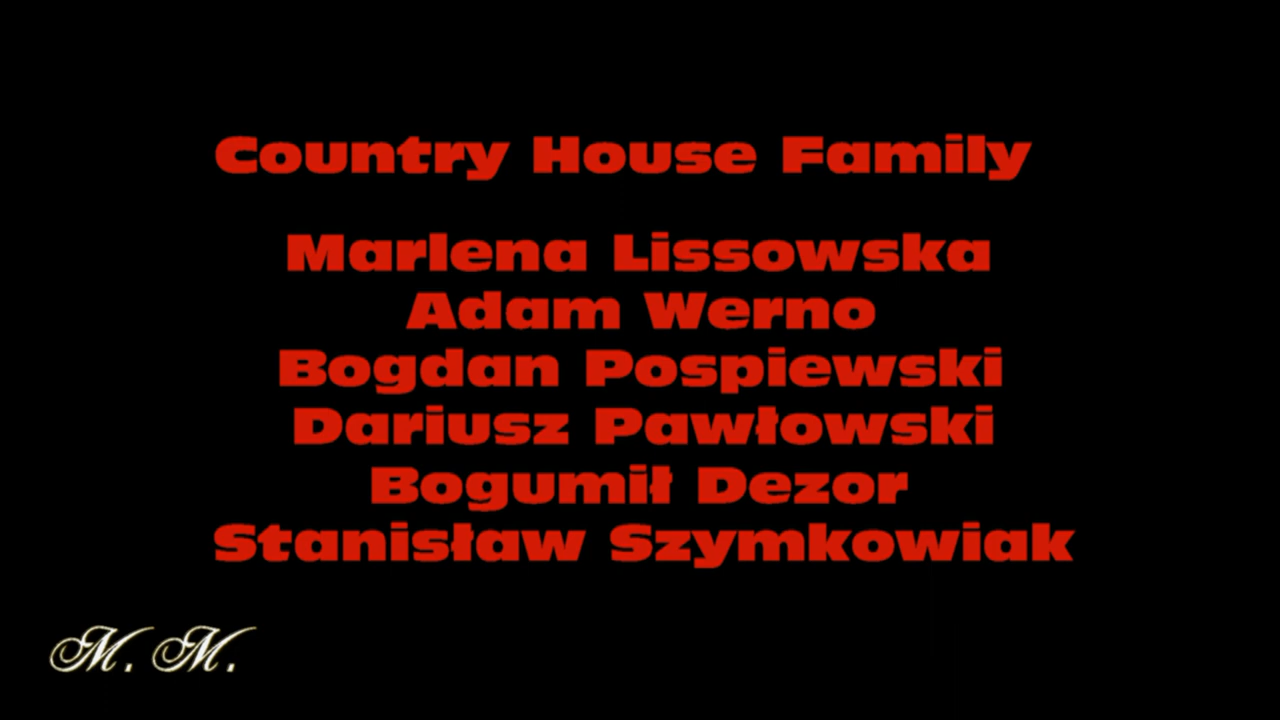 Country House Family
Marlena Lissowska
Adam Werno
Bogdan Pospiewski
Dariusz Pawłowski
Bogumił Dezor
Stanisław Szymkowiak
M. M.